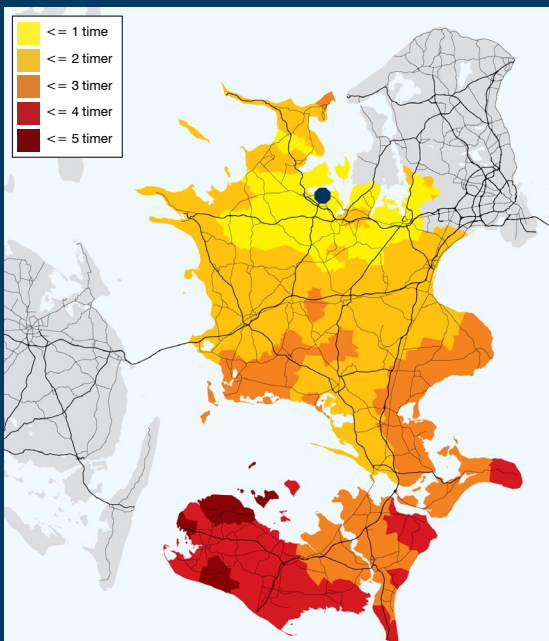 <= 1 time
<= 2 timer
<= 3 timer
<= 4 timer
<= 5 timer